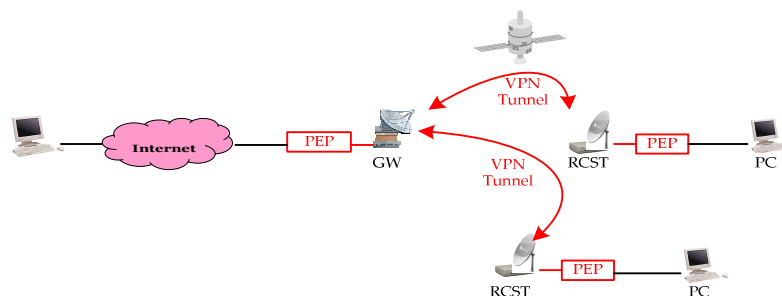 VPN
Tunnel
PEP
Internet
GW
RCST
PEP
PC
VPN
Tunnel
PEP
RCST
PC